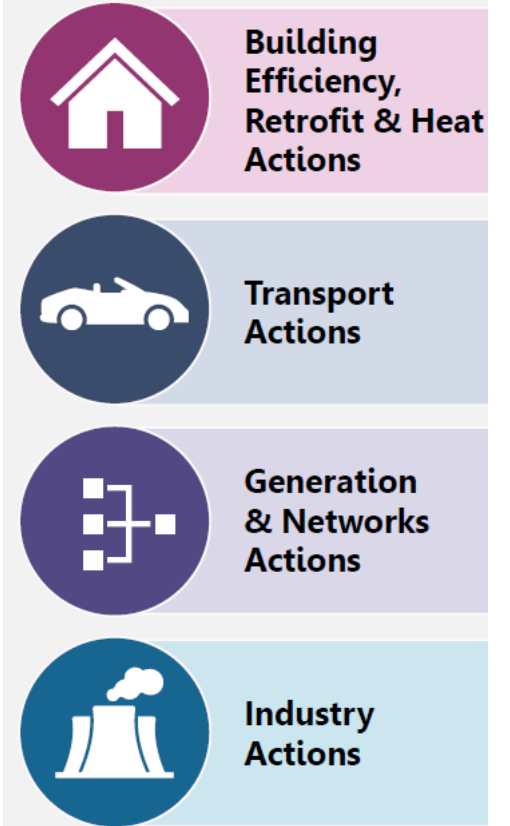 Building
Efficiency,
Retrofit & Heat
Actions
Transport
Actions
Generation
& Networks
Actions
Industry
Actions